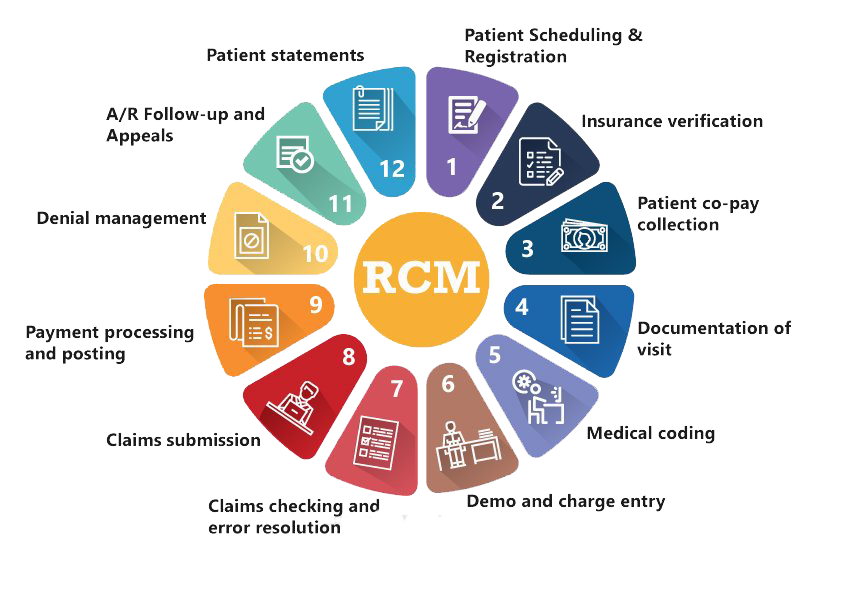 Patient Scheduling &
Registration
1
Insurance verification
2
Patient co-pay
collection
3
Documentation of
visit
4
Medical coding
5
Demo and charge entry
6
Claims checking and
error resolution
7
Claims submission
8
Payment processing
and posting
9
Denial management
10
A/R Follow-up and
Appeals
11
Patient statements
12
RCM